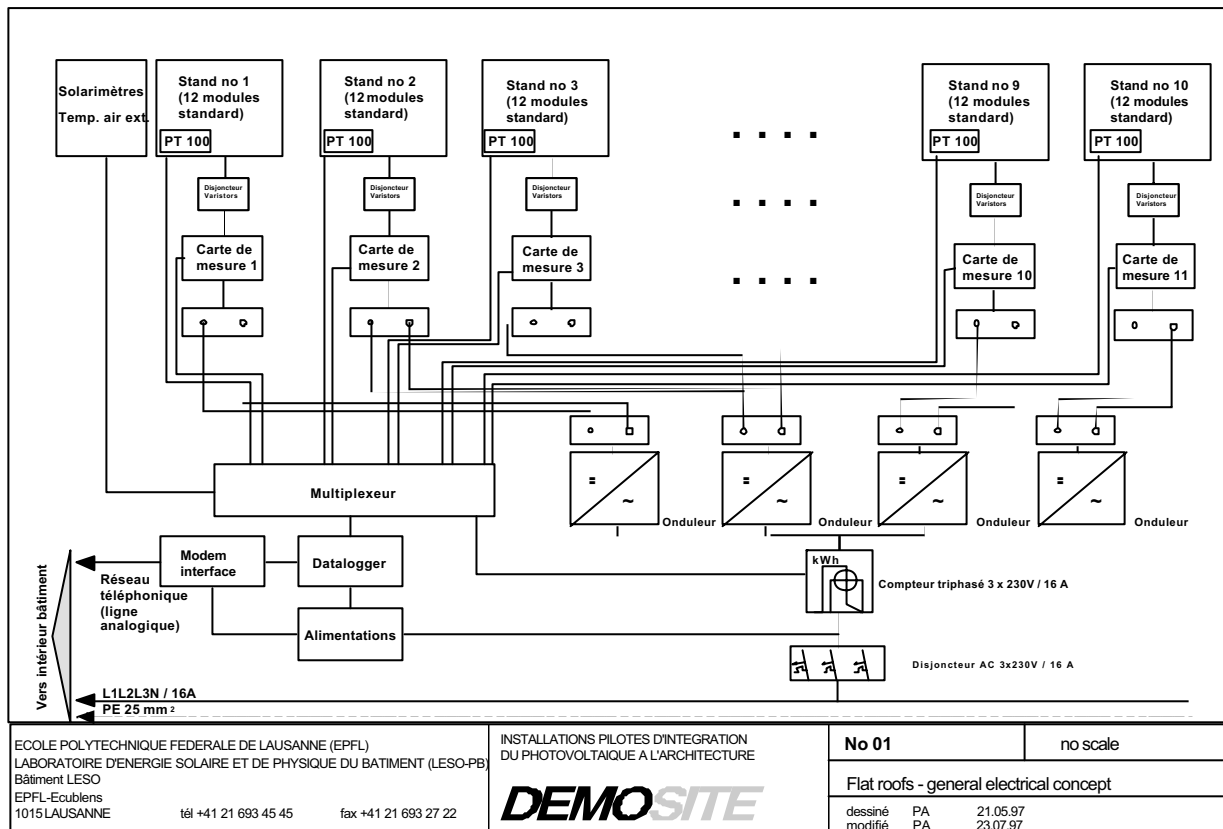 Solarimètres
Temp. air ext.
Stand no 1
(12 modules
standard)
PT 100
Stand no 2
(12 modules
standard)
PT 100
Stand no 3
(12 modules
standard)
PT 100
Stand no 9
(12 modules
standard)
PT 100
Stand no 10
(12 modules
standard)
PT 100
Disjoncteur
Varistors
Disjoncteur
Varistors
Disjoncteur
Varistors
Disjoncteur
Varistors
Disjoncteur
Varistors
Carte de
mesure 1
Carte de
mesure 2
Carte de
mesure 3
Carte de
mesure 10
Carte de
mesure 11
Multiplexeur
= ~
Onduleur
= ~
Onduleur
= ~
Onduleur
= ~
Onduleur
Modem
interface
Datalogger
Alimentations
Réseau
téléphonique
(ligne
analogique)
Vers intérieur bâtiment
kWh
Compteur triphasé 3 x 230V / 16 A
Disjoncteur AC 3x230V / 16 A
L1L2L3N / 16A
PE 25 mm ²
ECOLE POLYTECHNIQUE FEDERALE DE LAUSANNE (EPFL)
LABORATOIRE D'ENERGIE SOLAIRE ET DE PHYSIQUE DU BATIMENT (LESO-PB)
Bâtiment LESO
EPFL-Ecublens
1015 LAUSANNE tél +41 21 693 45 45 fax +41 21 693 27 22
INSTALLATIONS PILOTES D'INTEGRATION
DU PHOTOVOLTAIQUE A L'ARCHITECTURE
DEMOSITE
No 01
no scale
Flat roofs - general electrical concept
dessiné PA 21.05.97
modifié PA 23.07.97